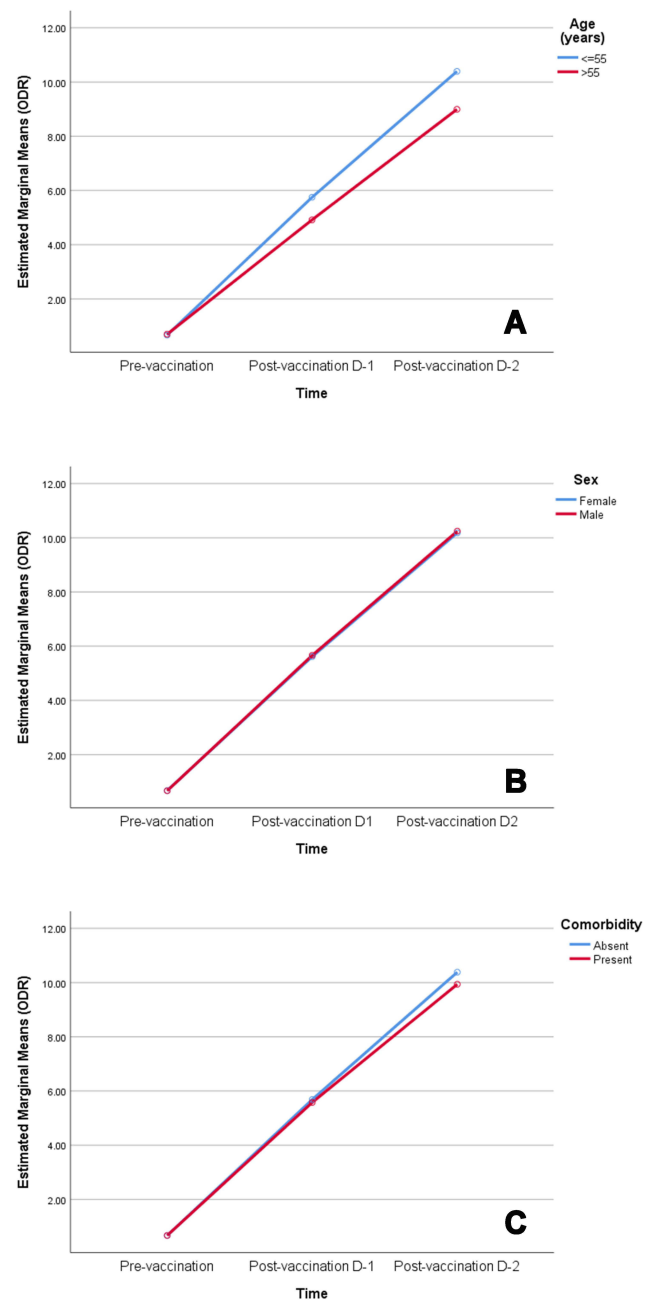 Age
(years)
<=55
>55
Estimated Marginal Means (ODR)
12.00
10.00
8.00
6.00
4.00
2.00
A
Pre-vaccination Post-vaccination D-1 Post-vaccination D-2
Time
Sex
Female
Male
Estimated Marginal Means (ODR)
12.00
10.00
8.00
6.00
4.00
2.00
B
Pre-vaccination Post-vaccination D1 Post-vaccination D2
Time
Comorbidity
Absent
Present
Estimated Marginal Means (ODR)
12.00
10.00
8.00
6.00
4.00
2.00
C
Pre-vaccination Post-vaccination D-1 Post-vaccination D-2
Time